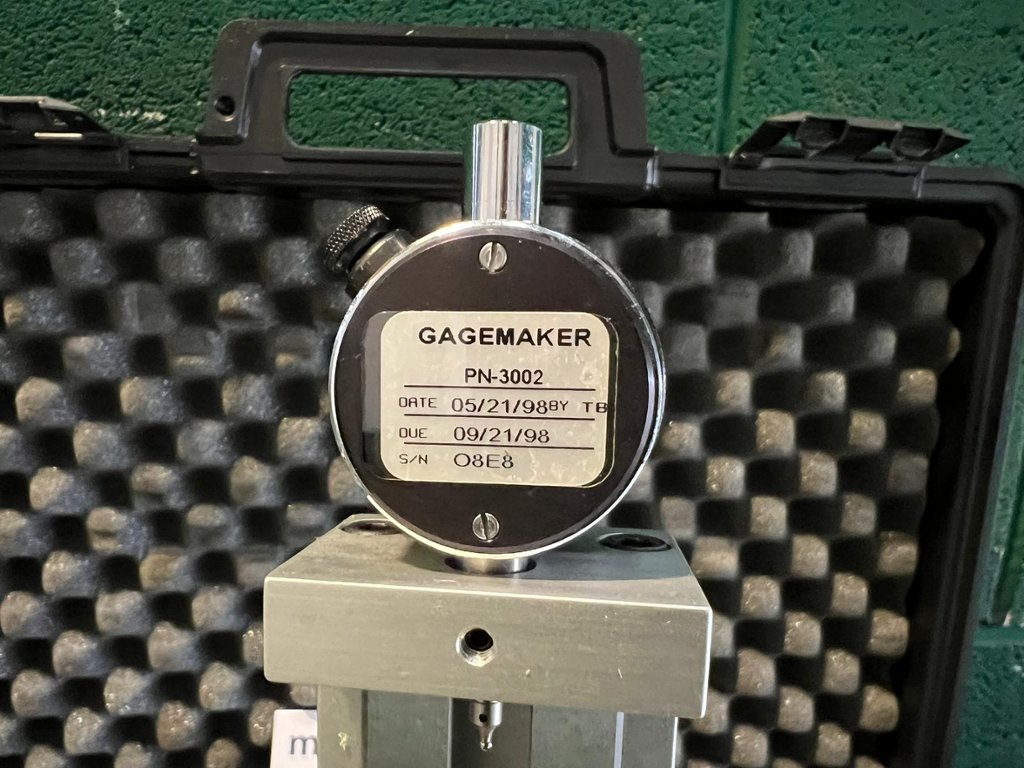 GAGEMAKER
PN-3002
DATE 05/21/98 BY TB
DUE 09/21/98
S/N O8E8
m